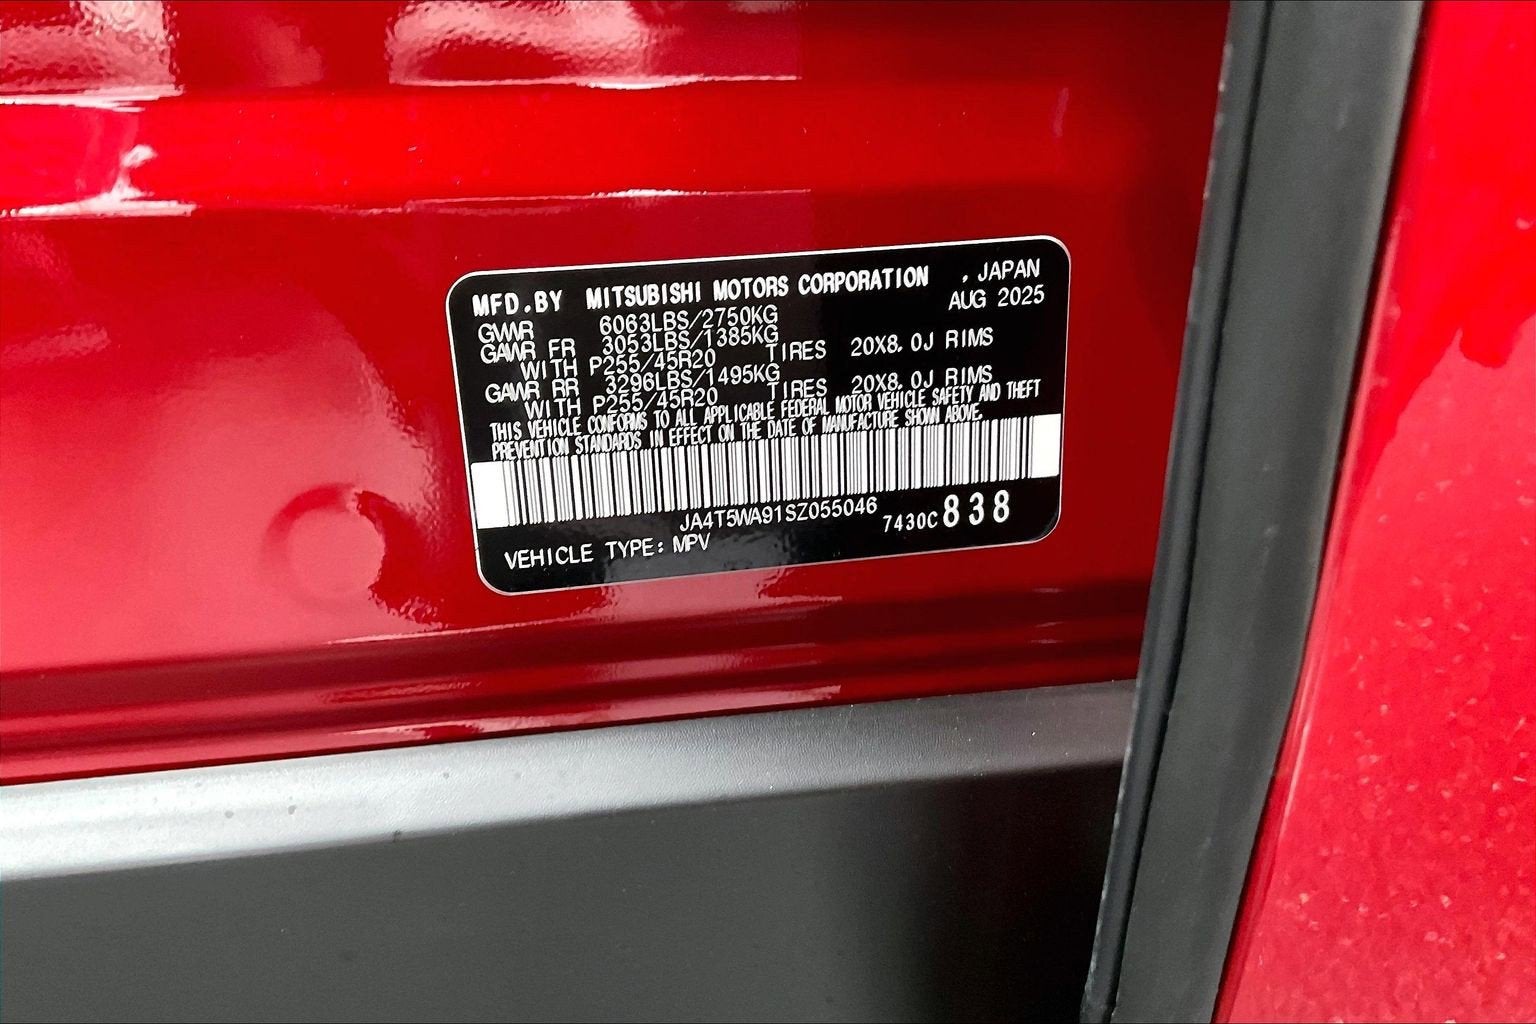 MFD.BY MITSUBISHI MOTORS CORPORATION , JAPAN
AUG 2025
GVWR 6063LBS/2750KG
GAWR FR 3053LBS/1385KG
WITH P255/45R20 TIRES 20X8.0J RIMS
GAWR RR 3296LBS/1495KG
WITH P255/45R20 TIRES 20X8.0J RIMS
THIS VEHICLE CONFORMS TO ALL APPLICABLE FEDERAL MOTOR VEHICLE SAFETY AND THEFT
PREVENTION STANDARDS IN EFFECT ON THE DATE OF MANUFACTURE SHOWN ABOVE.
JA4T5WA91SZ055046 7430C838
VEHICLE TYPE: MPV